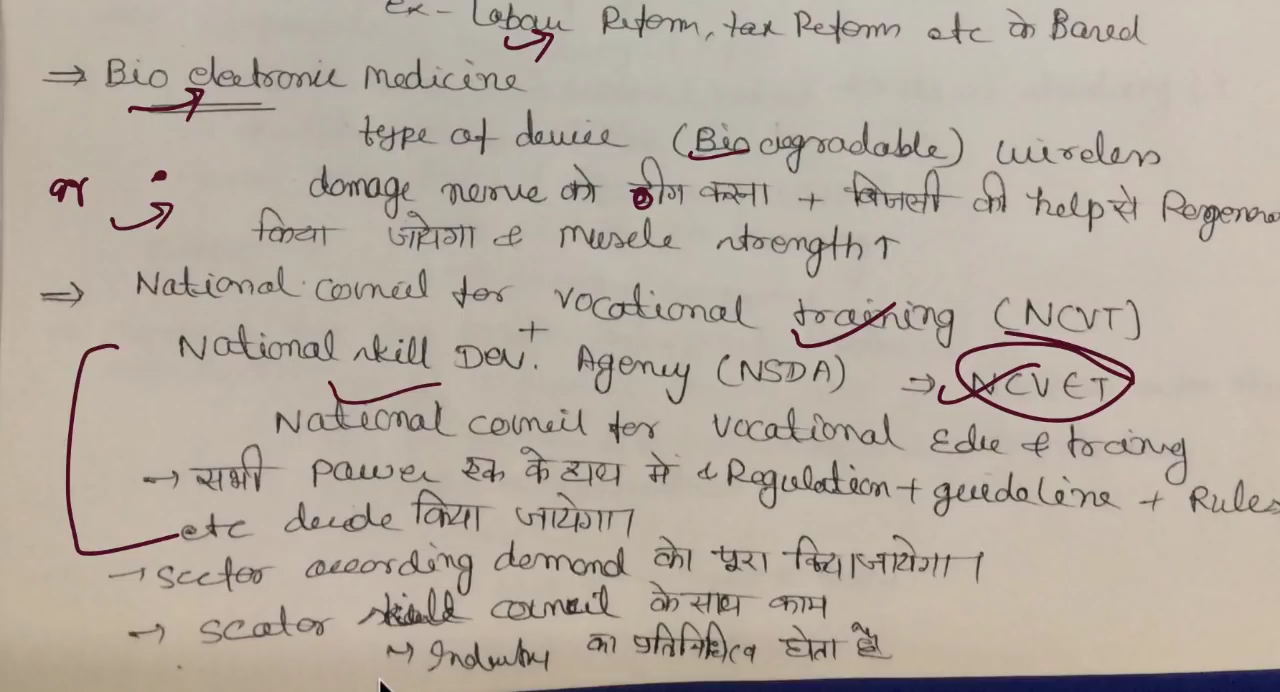 Ex - Labour Reform, tax Reform etc के Based
⇒ Bio electronic medicine
type of device (Biodigradable) wireless
damage nerve को ठीग करना + बिजली की help से Regenera
किया जायेगा & muscle strength ↑
⇒ National council for vocational training (NCVT)
+
National skill Dev. Agency (NSDA) → NCVET
National council for vocational Edu & traing
→ सभी power एक के हाथ में & Regulation + guideline + Rules
etc decide किया जायेगा।
→ sector according demand को पूरा किया जायेगा।
→ sector skill council के साथ काम
→ Industry का प्रतिनिधित्व होता है